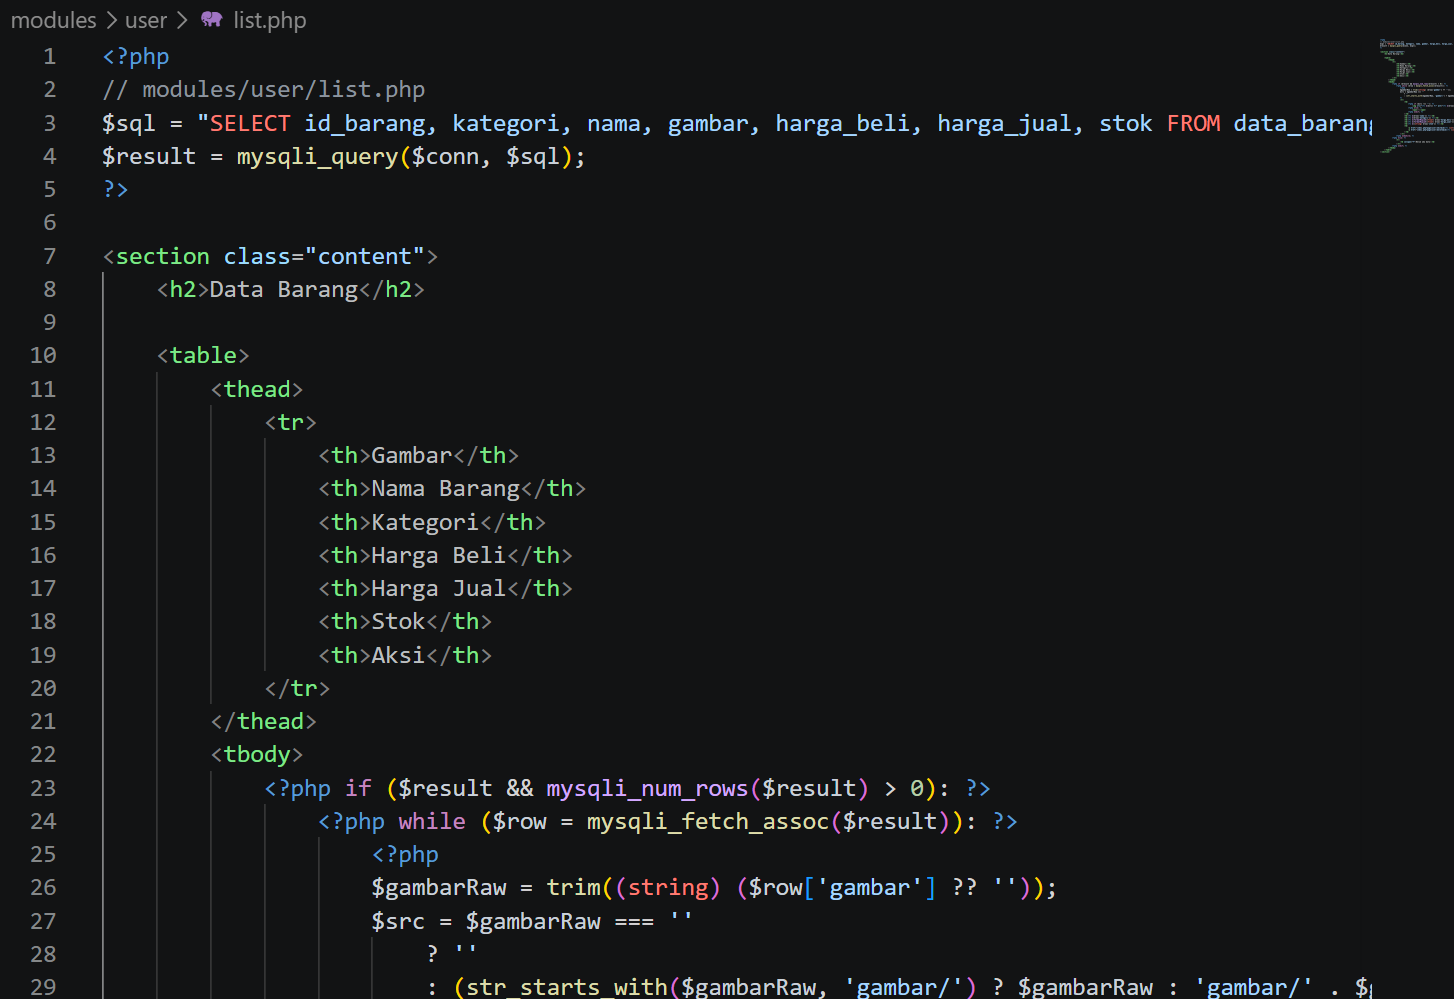 modules > user > list.php
1 <?php
2 // modules/user/list.php
3 $sql = "SELECT id_barang, kategori, nama, gambar, harga_beli, harga_jual, stok FROM data_barang
4 $result = mysqli_query($conn, $sql);
5 ?>
6
7 <section class="content">
8 <h2>Data Barang</h2>
9
10 <table>
11 <thead>
12 <tr>
13 <th>Gambar</th>
14 <th>Nama Barang</th>
15 <th>Kategori</th>
16 <th>Harga Beli</th>
17 <th>Harga Jual</th>
18 <th>Stok</th>
19 <th>Aksi</th>
20 </tr>
21 </thead>
22 <tbody>
23 <?php if ($result && mysqli_num_rows($result) > 0): ?>
24 <?php while ($row = mysqli_fetch_assoc($result)): ?>
25 <?php
26 $gambarRaw = trim((string) ($row['gambar'] ?? ''));
27 $src = $gambarRaw === ''
28 ? ''
29 : (str_starts_with($gambarRaw, 'gambar/') ? $gambarRaw : 'gambar/' . $g